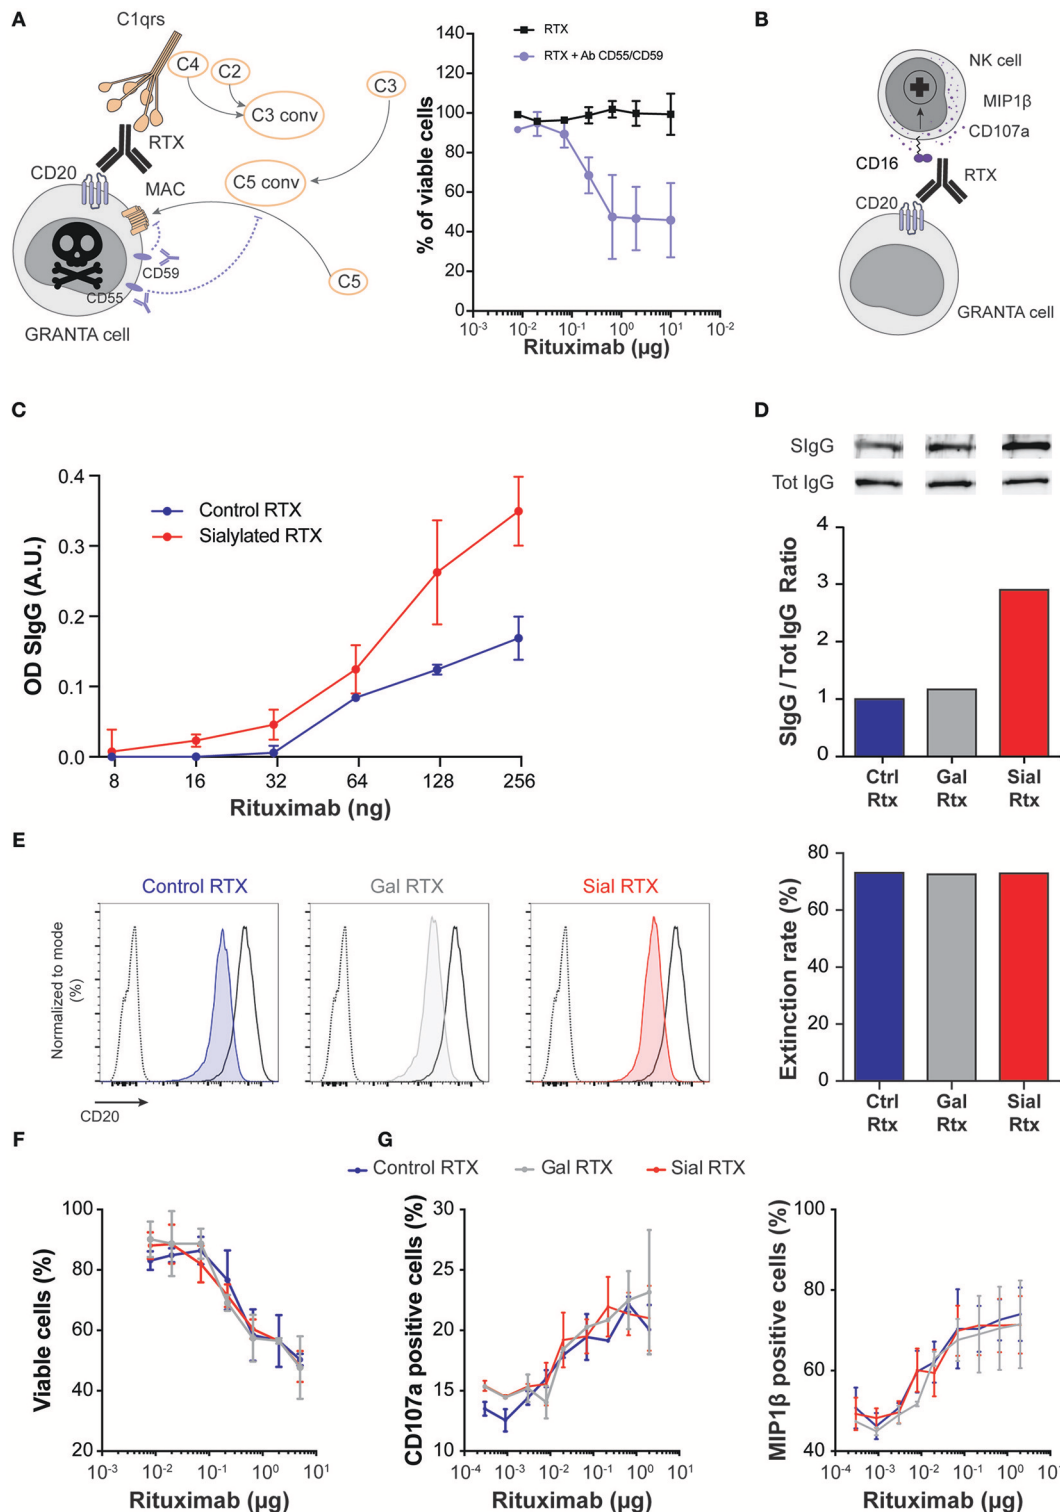 A
C1qrs
C4
C2
C3 conv
C3
RTX
CD20
MAC
C5 conv
CD59
CD55
C5
GRANTA cell
RTX
RTX + Ab CD55/CD59
% of viable cells
140
120
100
80
60
40
20
0
10-3
10-2
10-1
100
101
10-2
Rituximab (µg)
B
NK cell
MIP1β
CD107a
CD16
RTX
CD20
GRANTA cell
C
Control RTX
Sialylated RTX
OD SIgG (A.U.)
0.4
0.3
0.2
0.1
0.0
8 16 32 64 128 256
Rituximab (ng)
D
SIgG
Tot IgG
SIgG / Tot IgG Ratio
4
3
2
1
0
Ctrl Gal Sial
Rtx Rtx Rtx
E
Control RTX Gal RTX Sial RTX
Normalized to mode
(%)
CD20
Extinction rate (%)
80
60
40
20
0
Ctrl Gal Sial
Rtx Rtx Rtx
F
G
Control RTX Gal RTX Sial RTX
Viable cells (%)
100
80
60
40
20
10-3 10-2 10-1 100 101
Rituximab (µg)
CD107a positive cells (%)
30
25
20
15
10
10-4 10-3 10-2 10-1 100 101
Rituximab (µg)
MIP1β positive cells (%)
100
80
60
40
10-4 10-3 10-2 10-1 100 101
Rituximab (µg)